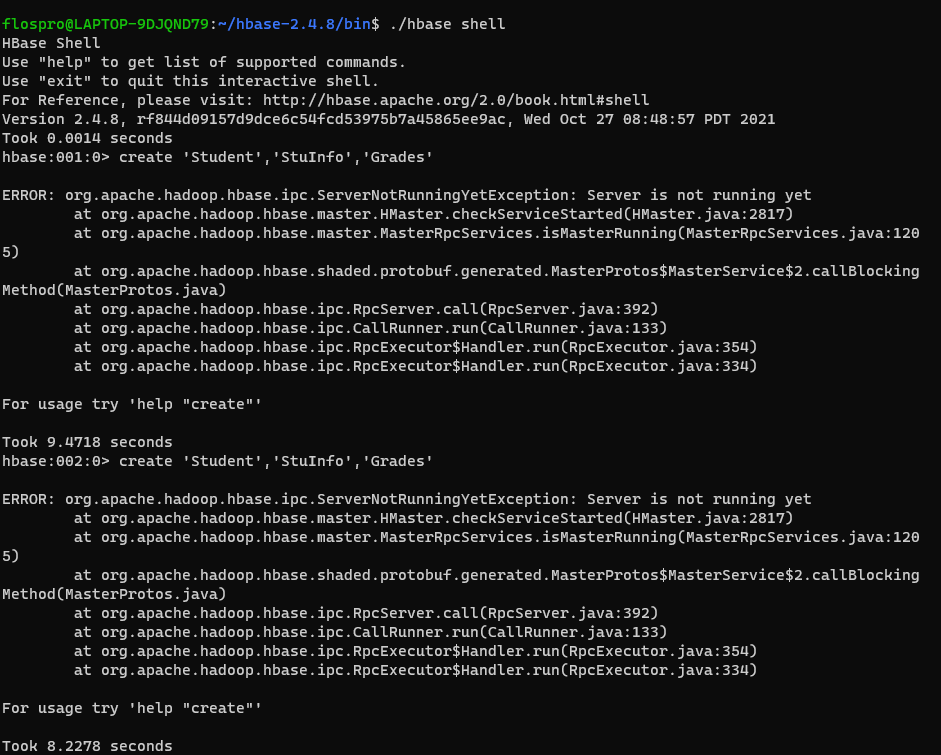 flospro@LAPTOP-9DJQND79:~/hbase-2.4.8/bin$ ./hbase shell
HBase Shell
Use "help" to get list of supported commands.
Use "exit" to quit this interactive shell.
For Reference, please visit: http://hbase.apache.org/2.0/book.html#shell
Version 2.4.8, rf844d09157d9dce6c54fcd53975b7a45865ee9ac, Wed Oct 27 08:48:57 PDT 2021
Took 0.0014 seconds
hbase:001:0> create 'Student','StuInfo','Grades'

ERROR: org.apache.hadoop.hbase.ipc.ServerNotRunningYetException: Server is not running yet
        at org.apache.hadoop.hbase.master.HMaster.checkServiceStarted(HMaster.java:2817)
        at org.apache.hadoop.hbase.master.MasterRpcServices.isMasterRunning(MasterRpcServices.java:120
5)
        at org.apache.hadoop.hbase.shaded.protobuf.generated.MasterProtos$MasterService$2.callBlocking
Method(MasterProtos.java)
        at org.apache.hadoop.hbase.ipc.RpcServer.call(RpcServer.java:392)
        at org.apache.hadoop.hbase.ipc.CallRunner.run(CallRunner.java:133)
        at org.apache.hadoop.hbase.ipc.RpcExecutor$Handler.run(RpcExecutor.java:354)
        at org.apache.hadoop.hbase.ipc.RpcExecutor$Handler.run(RpcExecutor.java:334)

For usage try 'help "create"'

Took 9.4718 seconds
hbase:002:0> create 'Student','StuInfo','Grades'

ERROR: org.apache.hadoop.hbase.ipc.ServerNotRunningYetException: Server is not running yet
        at org.apache.hadoop.hbase.master.HMaster.checkServiceStarted(HMaster.java:2817)
        at org.apache.hadoop.hbase.master.MasterRpcServices.isMasterRunning(MasterRpcServices.java:120
5)
        at org.apache.hadoop.hbase.shaded.protobuf.generated.MasterProtos$MasterService$2.callBlocking
Method(MasterProtos.java)
        at org.apache.hadoop.hbase.ipc.RpcServer.call(RpcServer.java:392)
        at org.apache.hadoop.hbase.ipc.CallRunner.run(CallRunner.java:133)
        at org.apache.hadoop.hbase.ipc.RpcExecutor$Handler.run(RpcExecutor.java:354)
        at org.apache.hadoop.hbase.ipc.RpcExecutor$Handler.run(RpcExecutor.java:334)

For usage try 'help "create"'

Took 8.2278 seconds